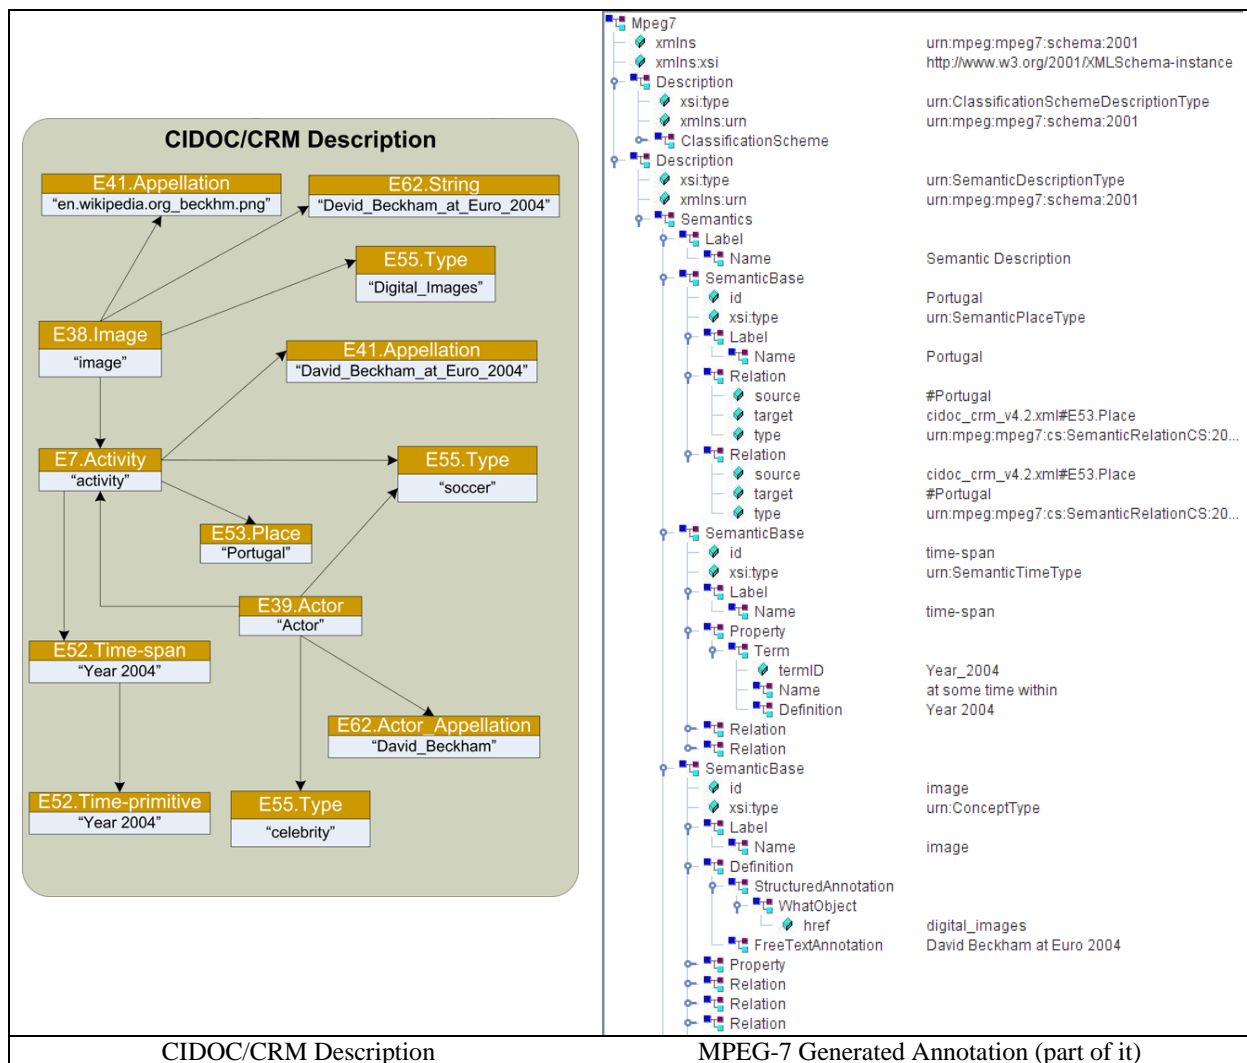 CIDOC/CRM Description
E41.Appellation
“en.wikipedia.org_beckhm.png”
E62.String
“Devid_Beckham_at_Euro_2004”
E55.Type
“Digital_Images”
E38.Image
“image”
E41.Appellation
“David_Beckham_at_Euro_2004”
E7.Activity
“activity”
E55.Type
“soccer”
E53.Place
“Portugal”
E39.Actor
“Actor”
E52.Time-span
“Year 2004”
E62.Actor_Appellation
“David_Beckham”
E52.Time-primitive
“Year 2004”
E55.Type
“celebrity”
Mpeg7
xmlns urn:mpeg:mpeg7:schema:2001
xmlns:xsi http://www.w3.org/2001/XMLSchema-instance
Description
xsi:type urn:ClassificationSchemeDescriptionType
xmlns:urn urn:mpeg:mpeg7:schema:2001
ClassificationScheme
Description
xsi:type urn:SemanticDescriptionType
xmlns:urn urn:mpeg:mpeg7:schema:2001
Semantics
Label
Name Semantic Description
SemanticBase
id Portugal
xsi:type urn:SemanticPlaceType
Label
Name Portugal
Relation
source #Portugal
target cidoc_crm_v4.2.xml#E53.Place
type urn:mpeg:mpeg7:cs:SemanticRelationCS:20...
Relation
source cidoc_crm_v4.2.xml#E53.Place
target #Portugal
type urn:mpeg:mpeg7:cs:SemanticRelationCS:20...
SemanticBase
id time-span
xsi:type urn:SemanticTimeType
Label
Name time-span
Property
Term
termID Year_2004
Name at some time within
Definition Year 2004
Relation
Relation
SemanticBase
id image
xsi:type urn:ConceptType
Label
Name image
Definition
StructuredAnnotation
WhatObject
href digital_images
FreeTextAnnotation David Beckham at Euro 2004
Property
Relation
Relation
Relation
CIDOC/CRM Description
MPEG-7 Generated Annotation (part of it)